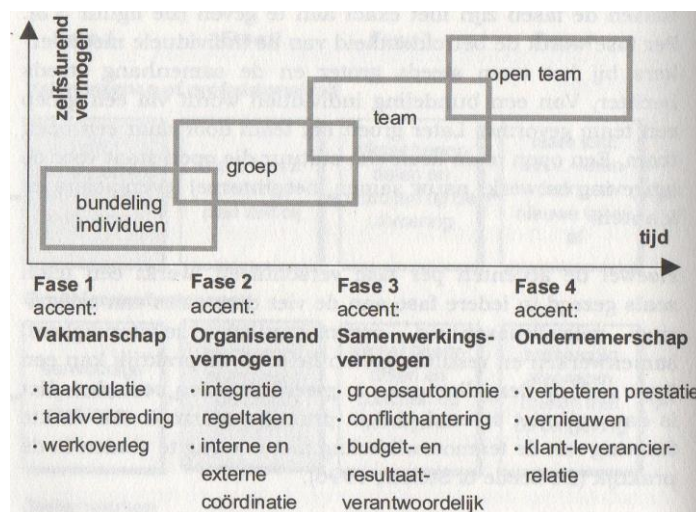 zelfsturend
vermogen
open team
team
groep
bundeling
individuen
tijd
Fase 1
accent:
Vakmanschap
· taakroulatie
· taakverbreding
· werkoverleg
Fase 2
accent:
Organiserend
vermogen
· integratie
regeltaken
· interne en
externe
coördinatie
Fase 3
accent:
Samenwerkings-
vermogen
· groepsautonomie
· conflicthantering
· budget- en
resultaat-
verantwoordelijk
Fase 4
accent:
Ondernemerschap
· verbeteren prestatie
· vernieuwen
· klant-leverancier-
relatie